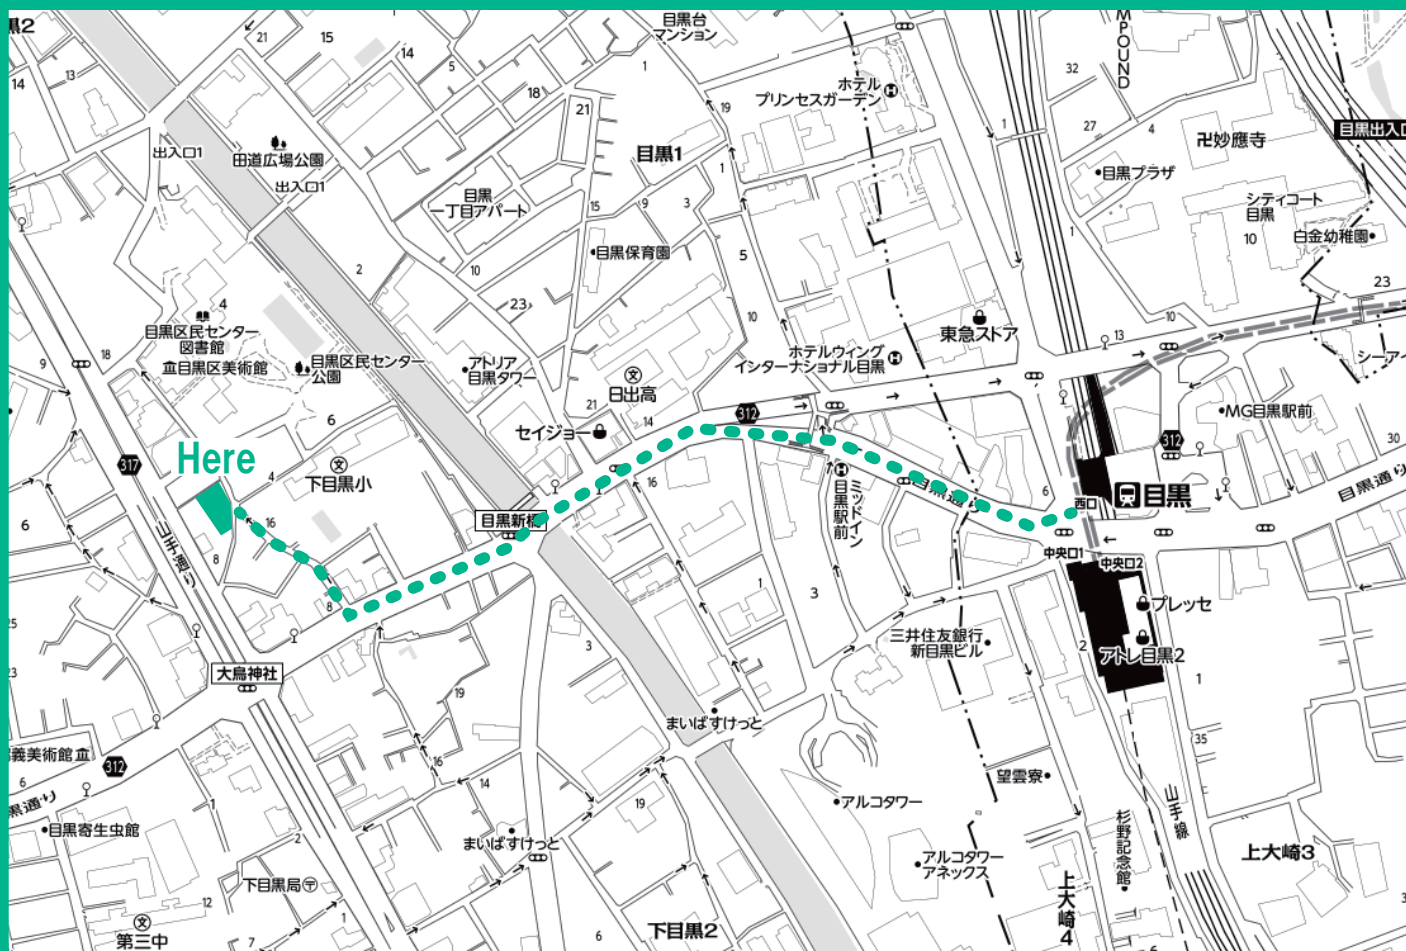 黒2
21
15
14
13
14
5
18
21
1
19
目黒台
マンション
ホテル
プリンセスガーデン
MPOUND
32
27
4
1
卍妙應寺
目黒出入口
出入口1
田道広場公園
出入口1
目黒1
目黒
一丁目アパート
1
目黒プラザ
シティコート
目黒
10
白金幼稚園
15
9
3
目黒保育園
5
1
2
10
23
23
4
目黒区民センター
図書館
目黒区美術館
目黒区民センター
公園
アトリア
目黒タワー
10
東急ストア
13
10
ホテルウィング
インターナショナル目黒
シーアイ
18
9
日出高
21
14
セイジョー
312
6
MG目黒駅前
312
30
317
Here
4
下目黒小
16
目黒新橋
16
ミッドイン
目黒駅前
目黒通り
6
西口
目黒
目黒通り
6
山手通り
8
8
中央口1
中央口2
1
3
プレッセ
アトレ目黒2
三井住友銀行
新目黒ビル
2
1
大鳥神社
25
23
3
19
まいばすけっと
35
義美術館
6
312
黒通り
16
14
望雲寮
アルコタワー
山手線
目黒寄生虫館
1
2
19
まいばすけっと
杉野記念館
アルコタワー
アネックス
上大崎3
下目黒局
12
上大崎4
第三中
7
1
6
下目黒2
6
3